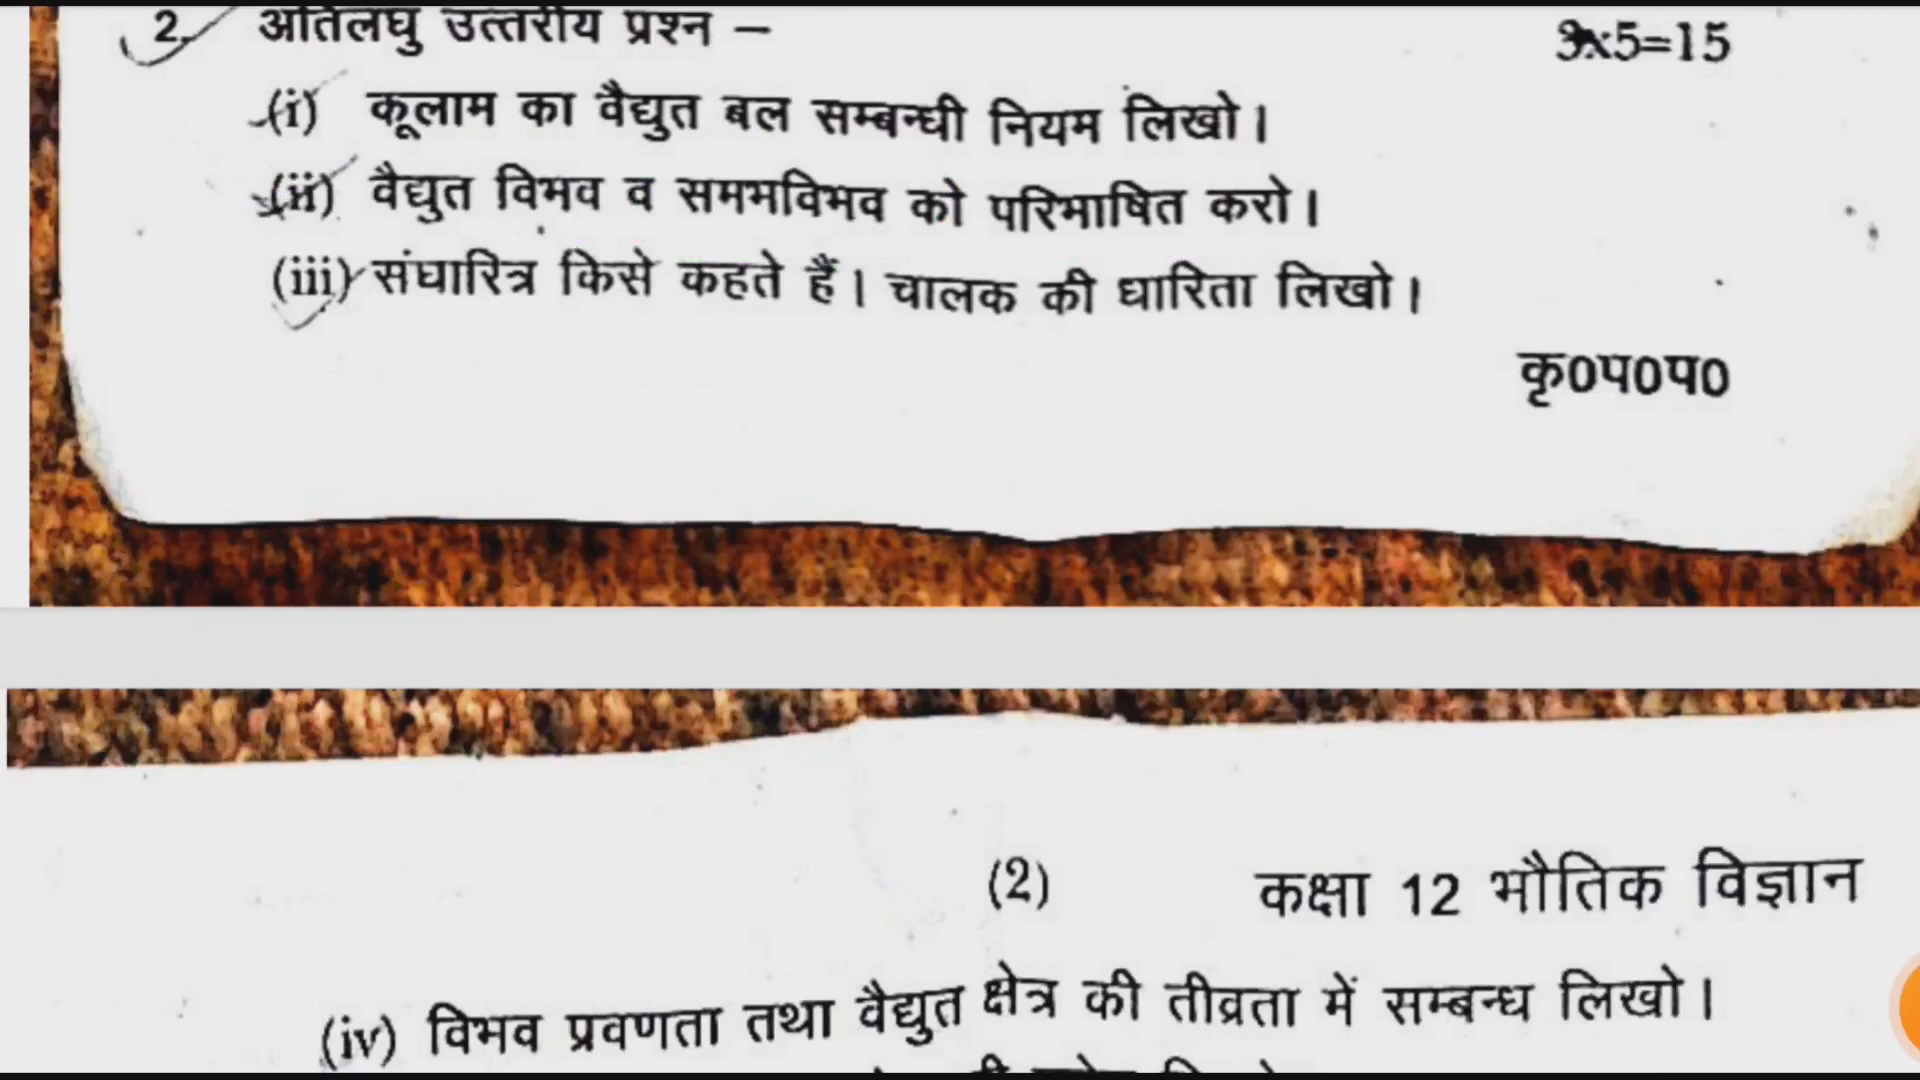 2. अतिलघु उत्तरीय प्रश्न – 3x5=15
(i) कूलाम का वैद्युत बल सम्बन्धी नियम लिखो।
(ii) वैद्युत विभव व सममविभव को परिभाषित करो।
(iii) संघारित्र किसे कहते हैं। चालक की धारिता लिखो।
कृ0प0प0
(2) कक्षा 12 भौतिक विज्ञान
(iv) विभव प्रवणता तथा वैद्युत क्षेत्र की तीव्रता में सम्बन्ध लिखो।